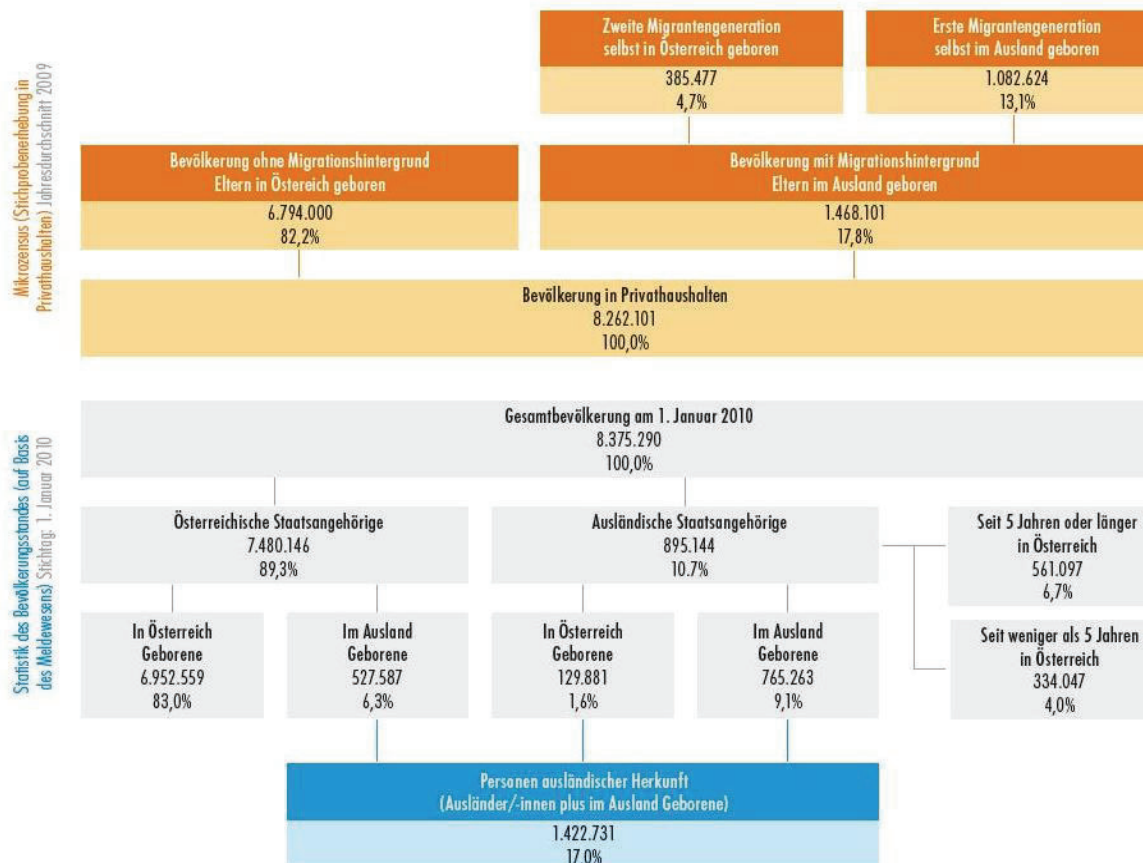 Mikrozensus (Stichprobenerhebung in
Privathaushalten) Jahresdurchschnitt 2009
Zweite Migrantengeneration
selbst in Österreich geboren
385.477
4,7%
Erste Migrantengeneration
selbst im Ausland geboren
1.082.624
13,1%
Bevölkerung ohne Migrationshintergrund
Eltern in Östereich geboren
6.794.000
82,2%
Bevölkerung mit Migrationshintergrund
Eltern im Ausland geboren
1.468.101
17,8%
Bevölkerung in Privathaushalten
8.262.101
100,0%
Statistik des Bevölkerungsstandes (auf Basis
des Meldewesens) Stichtag: 1. Januar 2010
Gesamtbevölkerung am 1. Januar 2010
8.375.290
100,0%
Österreichische Staatsangehörige
7.480.146
89,3%
Ausländische Staatsangehörige
895.144
10.7%
Seit 5 Jahren oder länger
in Österreich
561.097
6,7%
In Österreich
Geborene
6.952.559
83,0%
Im Ausland
Geborene
527.587
6,3%
In Österreich
Geborene
129.881
1,6%
Im Ausland
Geborene
765.263
9,1%
Seit weniger als 5 Jahren
in Österreich
334.047
4,0%
Personen ausländischer Herkunft
(Ausländer/-innen plus im Ausland Geborene)
1.422.731
17,0%